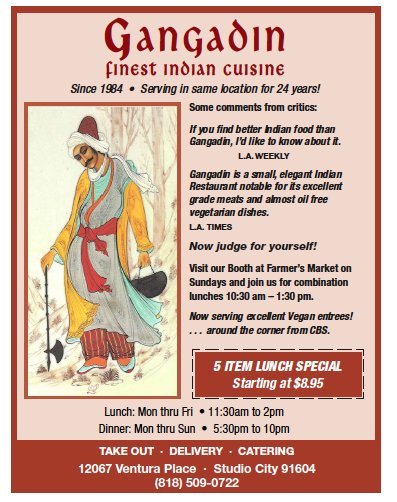 Gangadin
finest indian cuisine
Since 1984 • Serving in same location for 24 years!
Some comments from critics:
If you find better Indian food than
Gangadin, I'd like to know about it.
L.A. WEEKLY
Gangadin is a small, elegant Indian
Restaurant notable for its excellent
grade meats and almost oil free
vegetarian dishes.
L.A. TIMES
Now judge for yourself!
Visit our Booth at Farmer's Market on
Sundays and join us for combination
lunches 10:30 am – 1:30 pm.
Now serving excellent Vegan entrees!
. . . around the corner from CBS.
5 ITEM LUNCH SPECIAL
Starting at $8.95
Lunch: Mon thru Fri • 11:30am to 2pm
Dinner: Mon thru Sun • 5:30pm to 10pm
TAKE OUT · DELIVERY · CATERING
12067 Ventura Place · Studio City 91604
(818) 509-0722